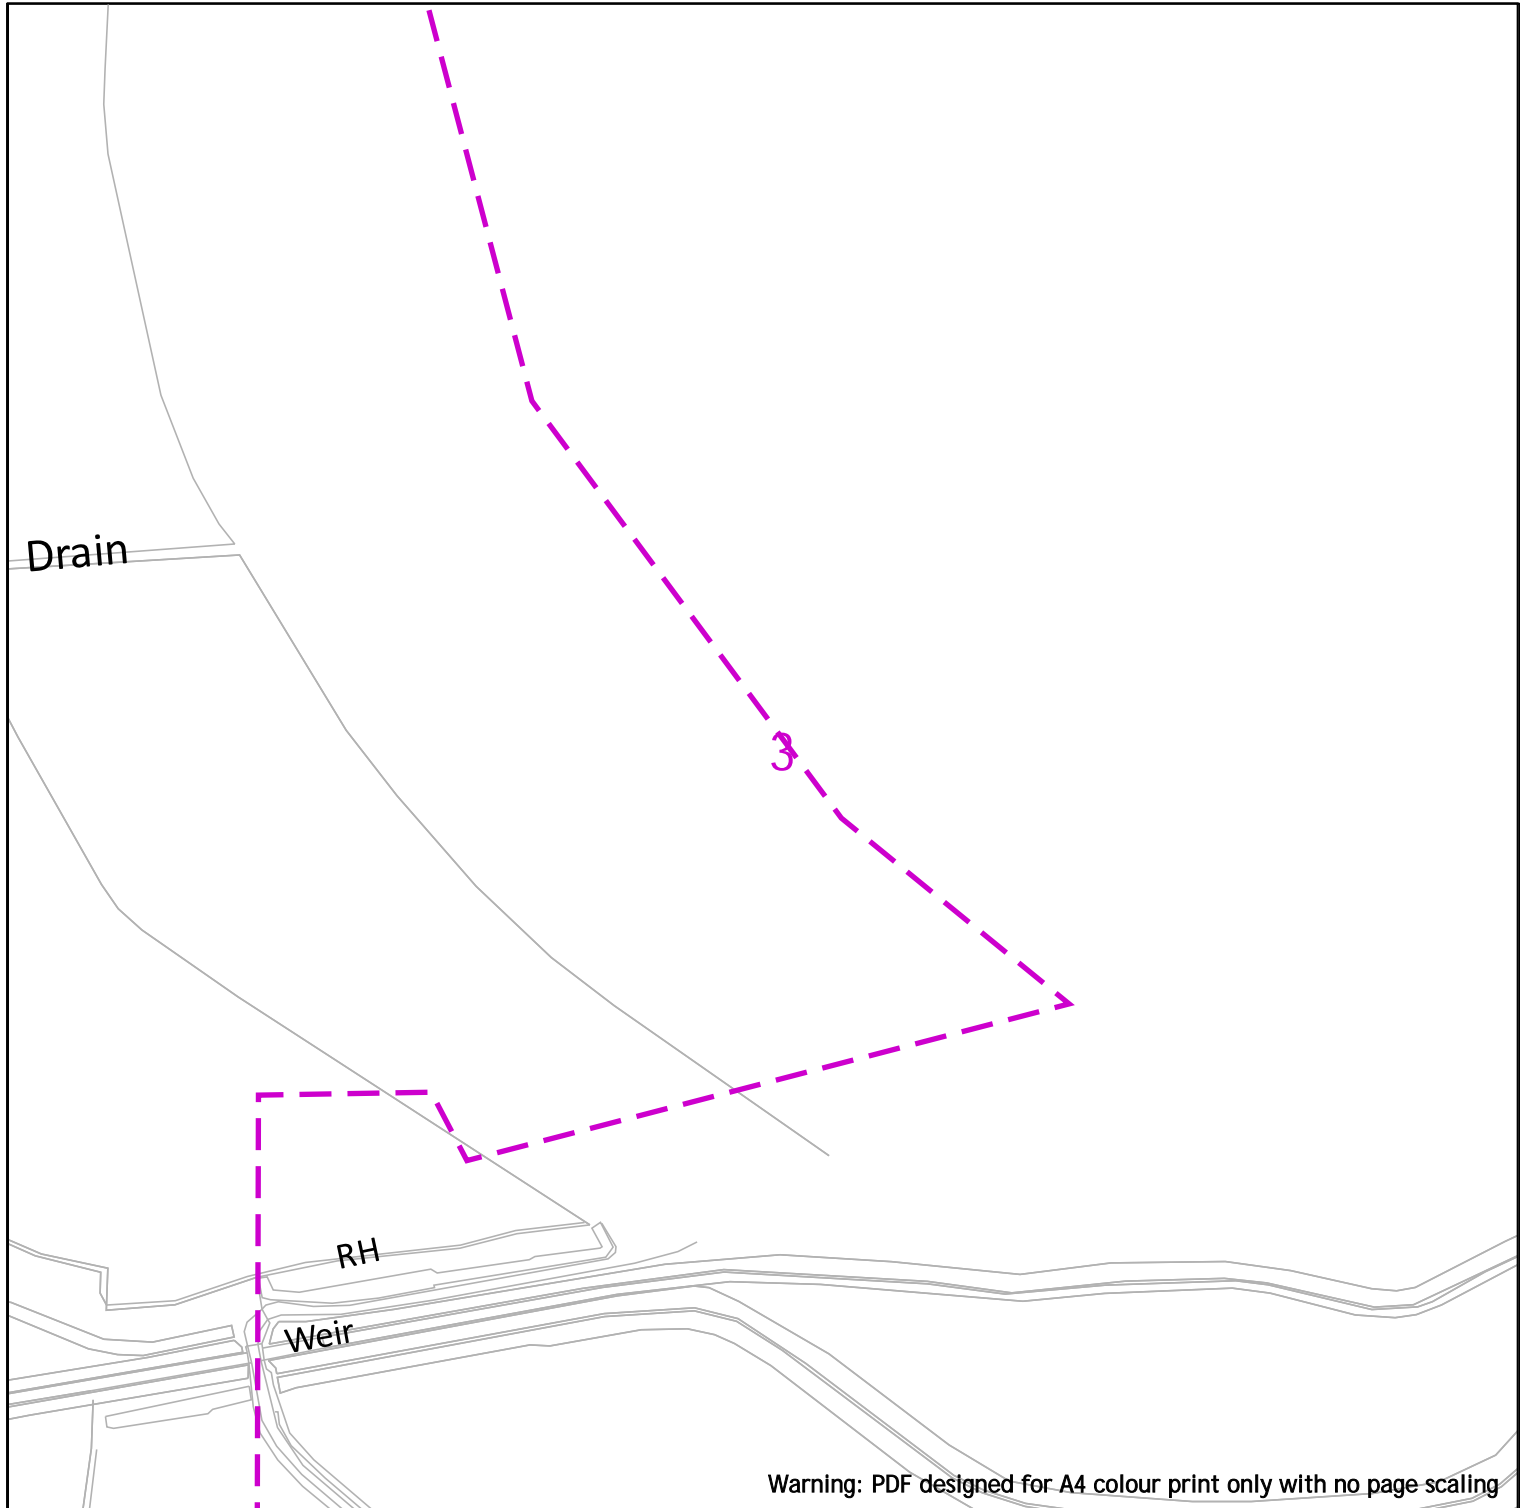 Drain
3
RH
Weir
Warning: PDF designed for A4 colour print only with no page scaling